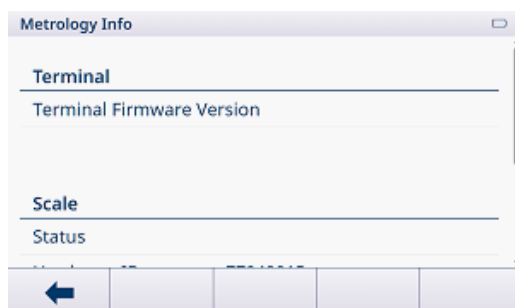 Metrology Info
Terminal
Terminal Firmware Version
Scale
Status